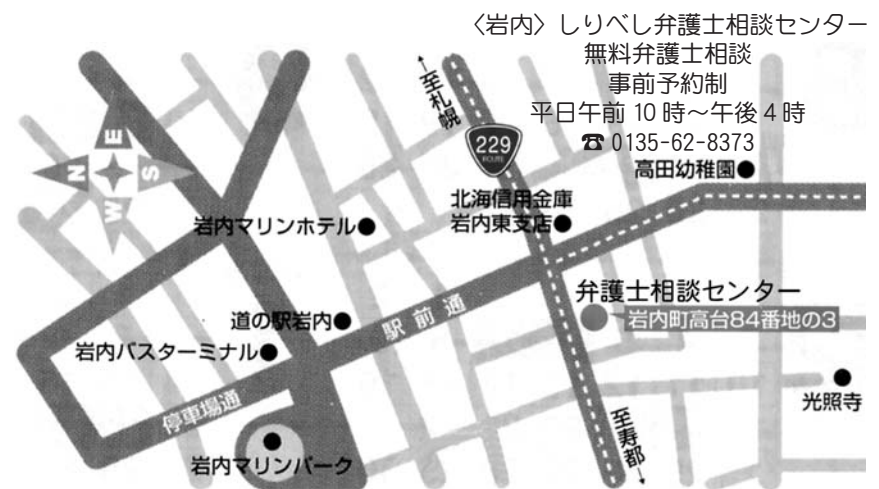 〈岩内〉しりべし弁護士相談センター
無料弁護士相談
事前予約制
平日午前 10 時～午後 4 時
☎ 0135-62-8373
←至札幌
229
ROUTE
高田幼稚園●
北海信用金庫
岩内東支店●
E
N
S
W
岩内マリンホテル●
弁護士相談センター
岩内町高台84番地の3
道の駅岩内●
駅前通
岩内バスターミナル●
停車場通
光照寺
岩内マリンパーク
至寿都→